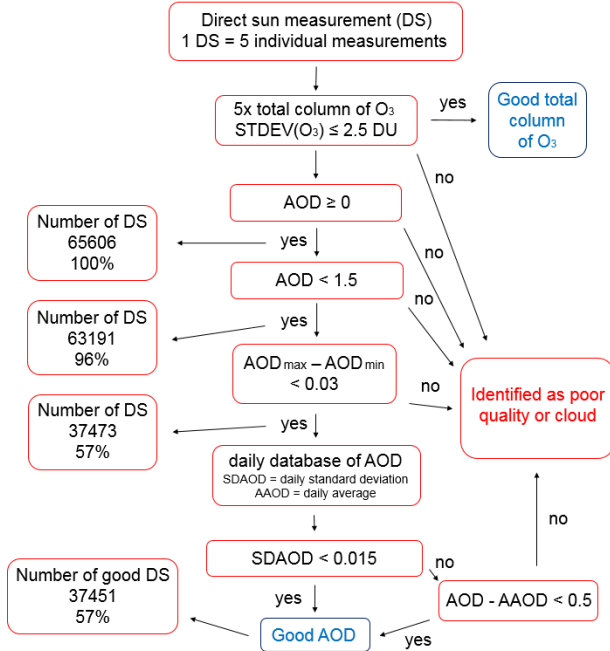 Direct sun measurement (DS)
1 DS = 5 individual measurements
5x total column of O₃
STDEV(O₃) ≤ 2.5 DU
yes
Good total
column
of O₃
no
AOD ≥ 0
Number of DS
65606
100%
yes
no
AOD < 1.5
no
Number of DS
63191
96%
yes
AOD max – AOD min
< 0.03
no
Identified as poor
quality or cloud
Number of DS
37473
57%
yes
daily database of AOD
SDAOD = daily standard deviation
AAOD = daily average
no
SDAOD < 0.015
no
Number of good DS
37451
57%
yes
AOD - AAOD < 0.5
Good AOD
yes